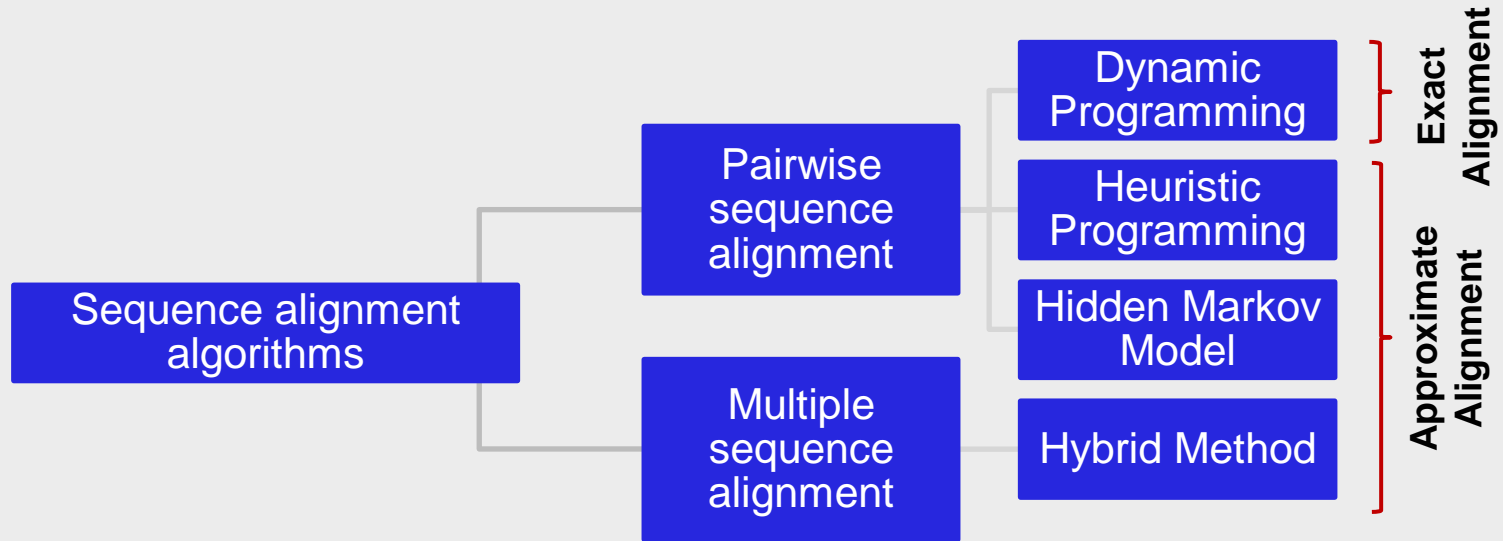 Sequence alignment
algorithms
Pairwise
sequence
alignment
Multiple
sequence
alignment
Dynamic
Programming
Heuristic
Programming
Hidden Markov
Model
Hybrid Method
Exact
Alignment
Approximate
Alignment